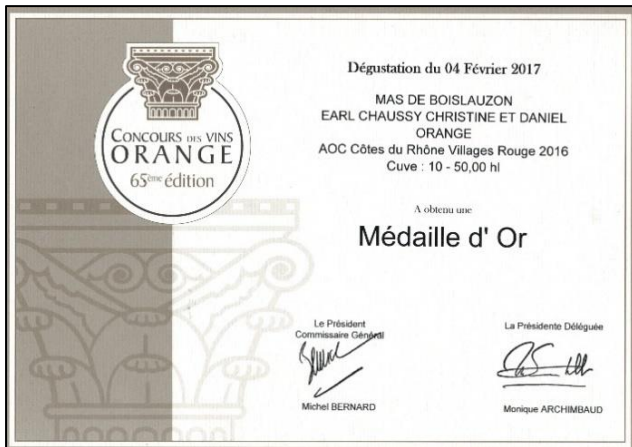 CONCOURS DES VINS
ORANGE
65ème édition
Dégustation du 04 Février 2017
MAS DE BOISLAUZON
EARL CHAUSSY CHRISTINE ET DANIEL
ORANGE
AOC Côtes du Rhône Villages Rouge 2016
Cuve : 10 - 50,00 hl
A obtenu une
Médaille d' Or
Le Président
Commissaire Général
Michel BERNARD
La Présidente Déléguée
Monique ARCHIMBAUD